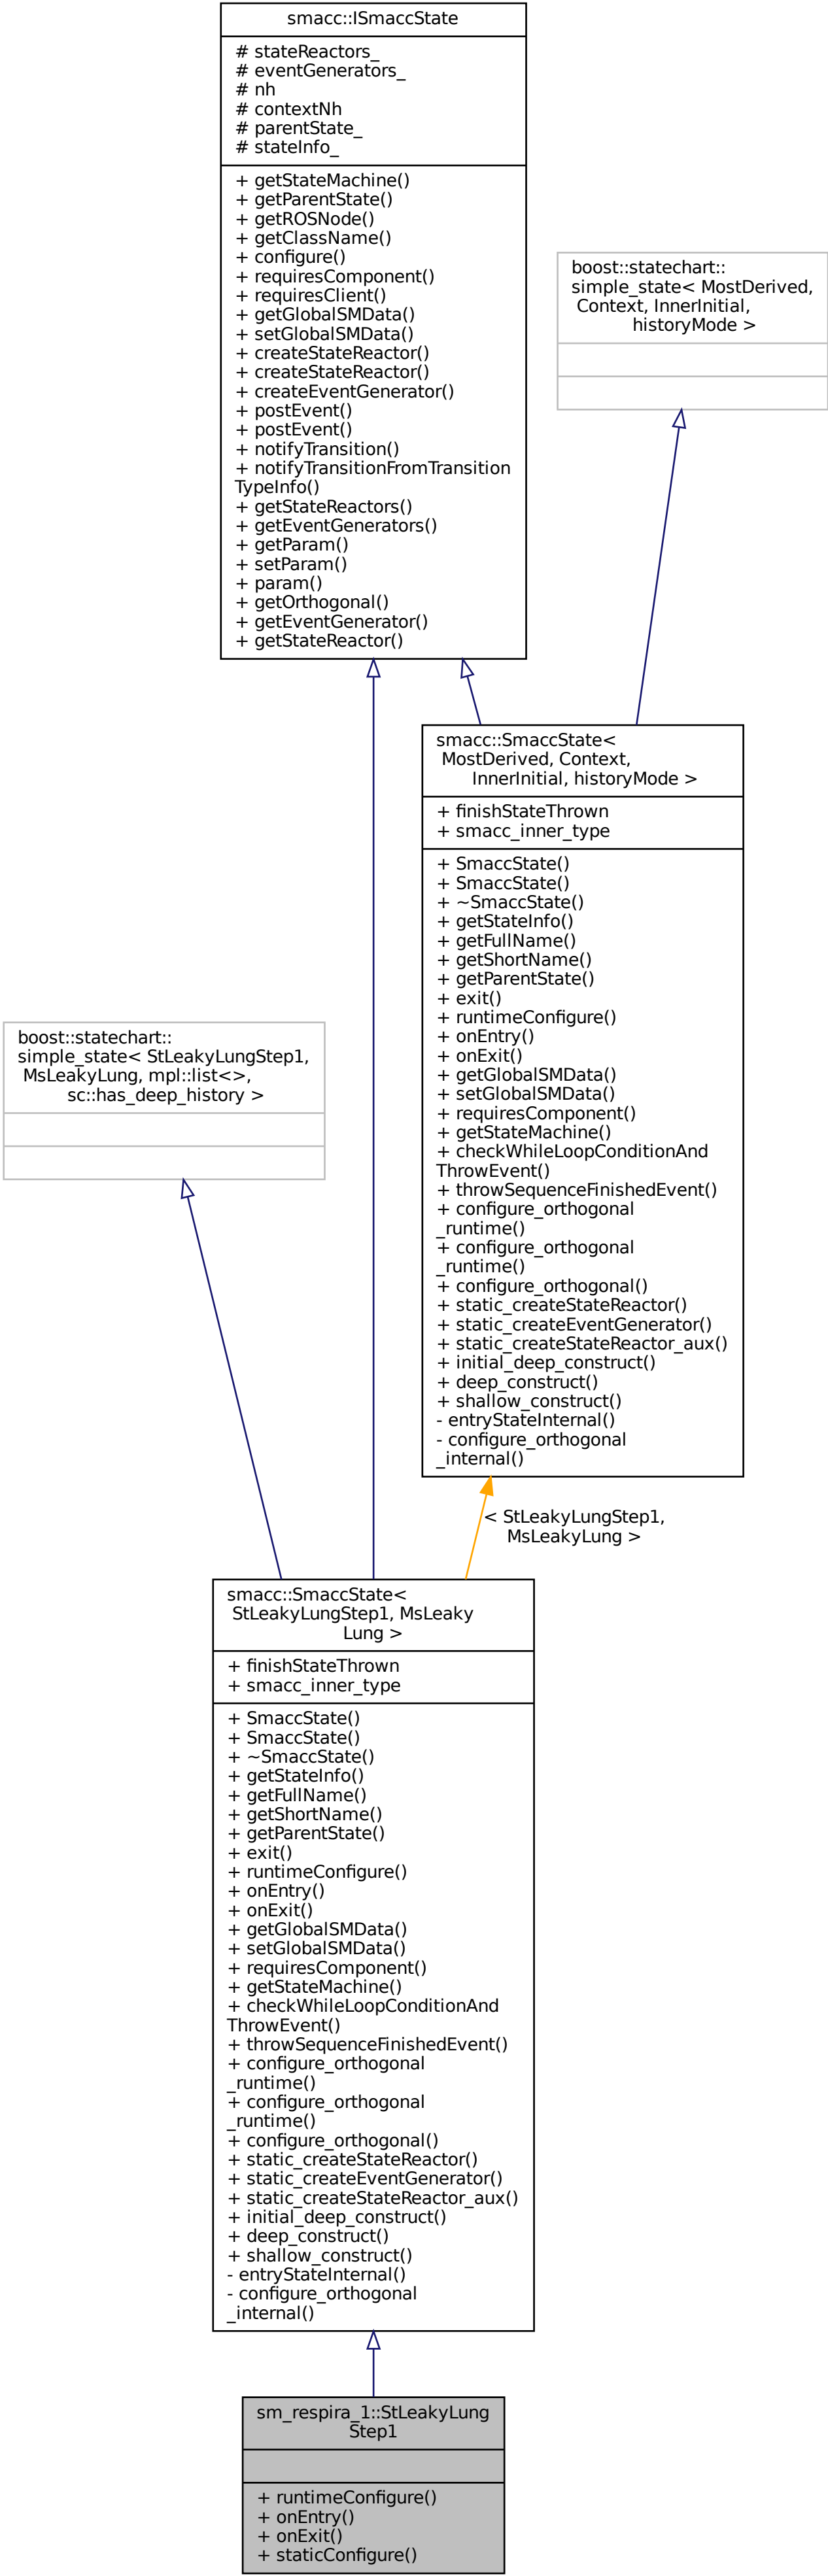 smacc::ISmaccState
# stateReactors_
# eventGenerators_
# nh
# contextNh
# parentState_
# stateInfo_
+ getStateMachine()
+ getParentState()
+ getROSNode()
+ getClassName()
+ configure()
+ requiresComponent()
+ requiresClient()
+ getGlobalSMData()
+ setGlobalSMData()
+ createStateReactor()
+ createStateReactor()
+ createEventGenerator()
+ postEvent()
+ postEvent()
+ notifyTransition()
+ notifyTransitionFromTransition
TypeInfo()
+ getStateReactors()
+ getEventGenerators()
+ getParam()
+ setParam()
+ param()
+ getOrthogonal()
+ getEventGenerator()
+ getStateReactor()
boost::statechart::
simple_state< MostDerived,
Context, InnerInitial,
historyMode >
smacc::SmaccState<
MostDerived, Context,
InnerInitial, historyMode >
+ finishStateThrown
+ smacc_inner_type
+ SmaccState()
+ SmaccState()
+ ~SmaccState()
+ getStateInfo()
+ getFullName()
+ getShortName()
+ getParentState()
+ exit()
+ runtimeConfigure()
+ onEntry()
+ onExit()
+ getGlobalSMData()
+ setGlobalSMData()
+ requiresComponent()
+ getStateMachine()
+ checkWhileLoopConditionAnd
ThrowEvent()
+ throwSequenceFinishedEvent()
+ configure_orthogonal
_runtime()
+ configure_orthogonal
_runtime()
+ configure_orthogonal()
+ static_createStateReactor()
+ static_createEventGenerator()
+ static_createStateReactor_aux()
+ initial_deep_construct()
+ deep_construct()
+ shallow_construct()
- entryStateInternal()
- configure_orthogonal
_internal()
boost::statechart::
simple_state< StLeakyLungStep1,
MsLeakyLung, mpl::list<>,
sc::has_deep_history >
< StLeakyLungStep1,
MsLeakyLung >
smacc::SmaccState<
StLeakyLungStep1, MsLeaky
Lung >
+ finishStateThrown
+ smacc_inner_type
+ SmaccState()
+ SmaccState()
+ ~SmaccState()
+ getStateInfo()
+ getFullName()
+ getShortName()
+ getParentState()
+ exit()
+ runtimeConfigure()
+ onEntry()
+ onExit()
+ getGlobalSMData()
+ setGlobalSMData()
+ requiresComponent()
+ getStateMachine()
+ checkWhileLoopConditionAnd
ThrowEvent()
+ throwSequenceFinishedEvent()
+ configure_orthogonal
_runtime()
+ configure_orthogonal
_runtime()
+ configure_orthogonal()
+ static_createStateReactor()
+ static_createEventGenerator()
+ static_createStateReactor_aux()
+ initial_deep_construct()
+ deep_construct()
+ shallow_construct()
- entryStateInternal()
- configure_orthogonal
_internal()
sm_respira_1::StLeakyLung
Step1
+ runtimeConfigure()
+ onEntry()
+ onExit()
+ staticConfigure()